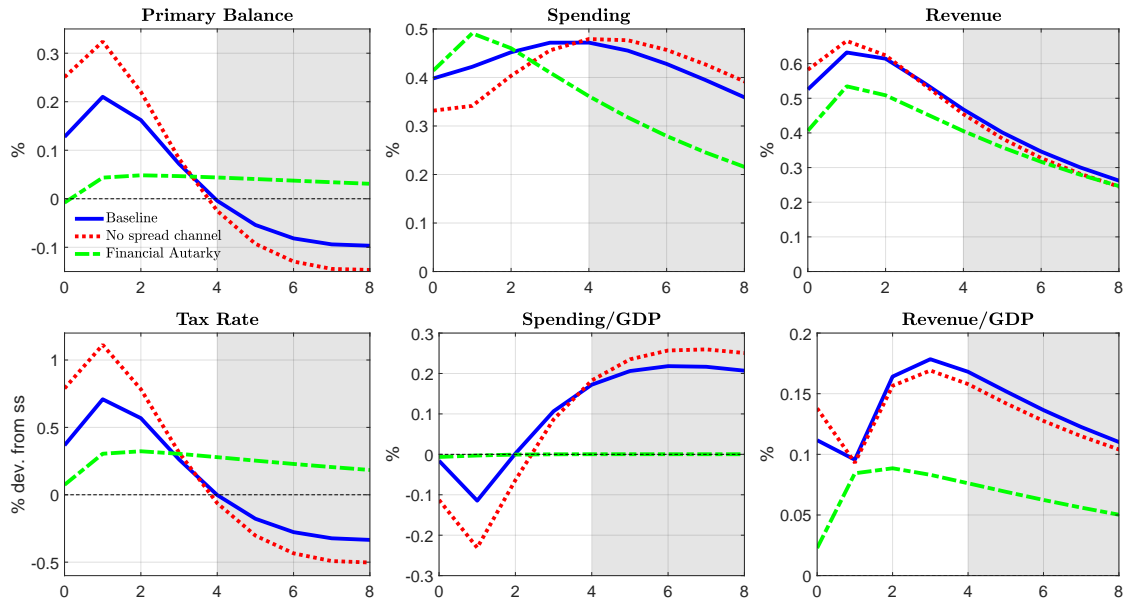 Primary Balance
%
0.3
0.2
0.1
0
-0.1
Baseline
No spread channel
Financial Autarky
0 2 4 6 8
Spending
%
0.5
0.4
0.3
0.2
0.1
0
0 2 4 6 8
Revenue
%
0.6
0.5
0.4
0.3
0.2
0.1
0
0 2 4 6 8
Tax Rate
% dev. from ss
1
0.5
0
-0.5
0 2 4 6 8
Spending/GDP
%
0.3
0.2
0.1
0
-0.1
-0.2
-0.3
0 2 4 6 8
Revenue/GDP
%
0.2
0.15
0.1
0.05
0
0 2 4 6 8